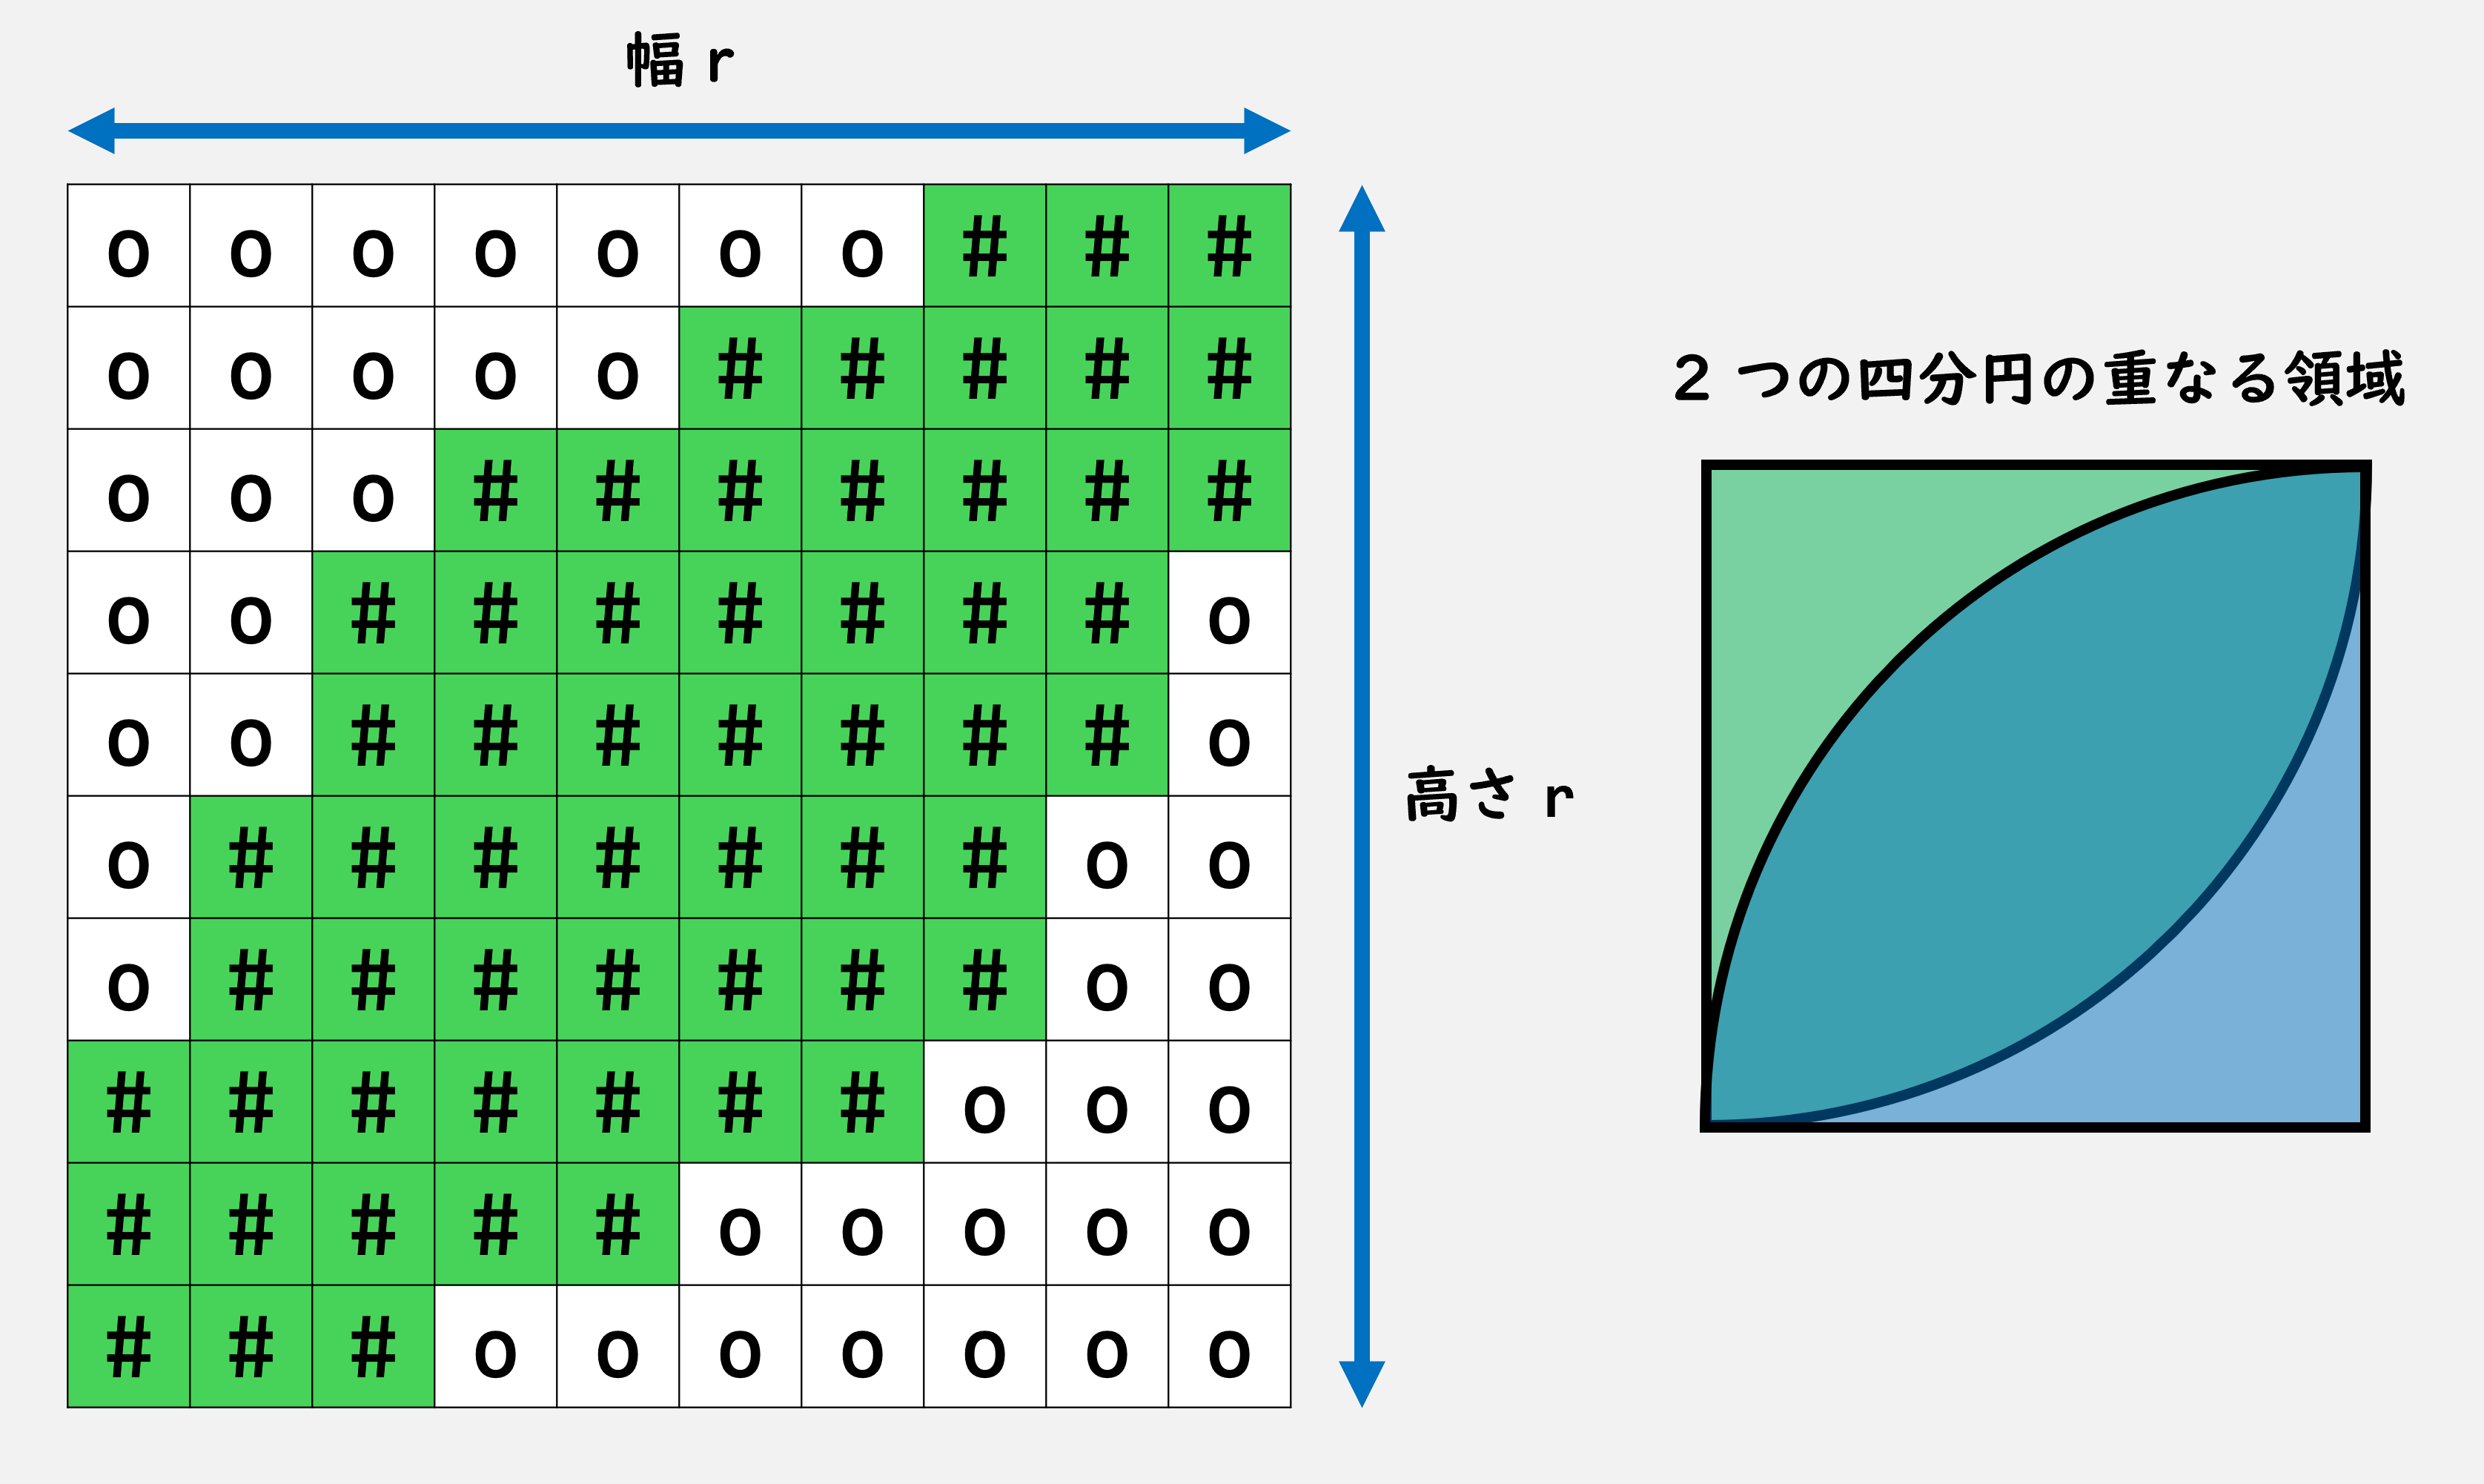 幅 r
o o o o o o o # # #
o o o o o # # # # #
o o o # # # # # # #
o o # # # # # # # o
o o # # # # # # # o
o # # # # # # # o o
o # # # # # # # o o
# # # # # # # o o o
# # # # # o o o o o
# # # o o o o o o o
高さ r
２つの四分円の重なる領域